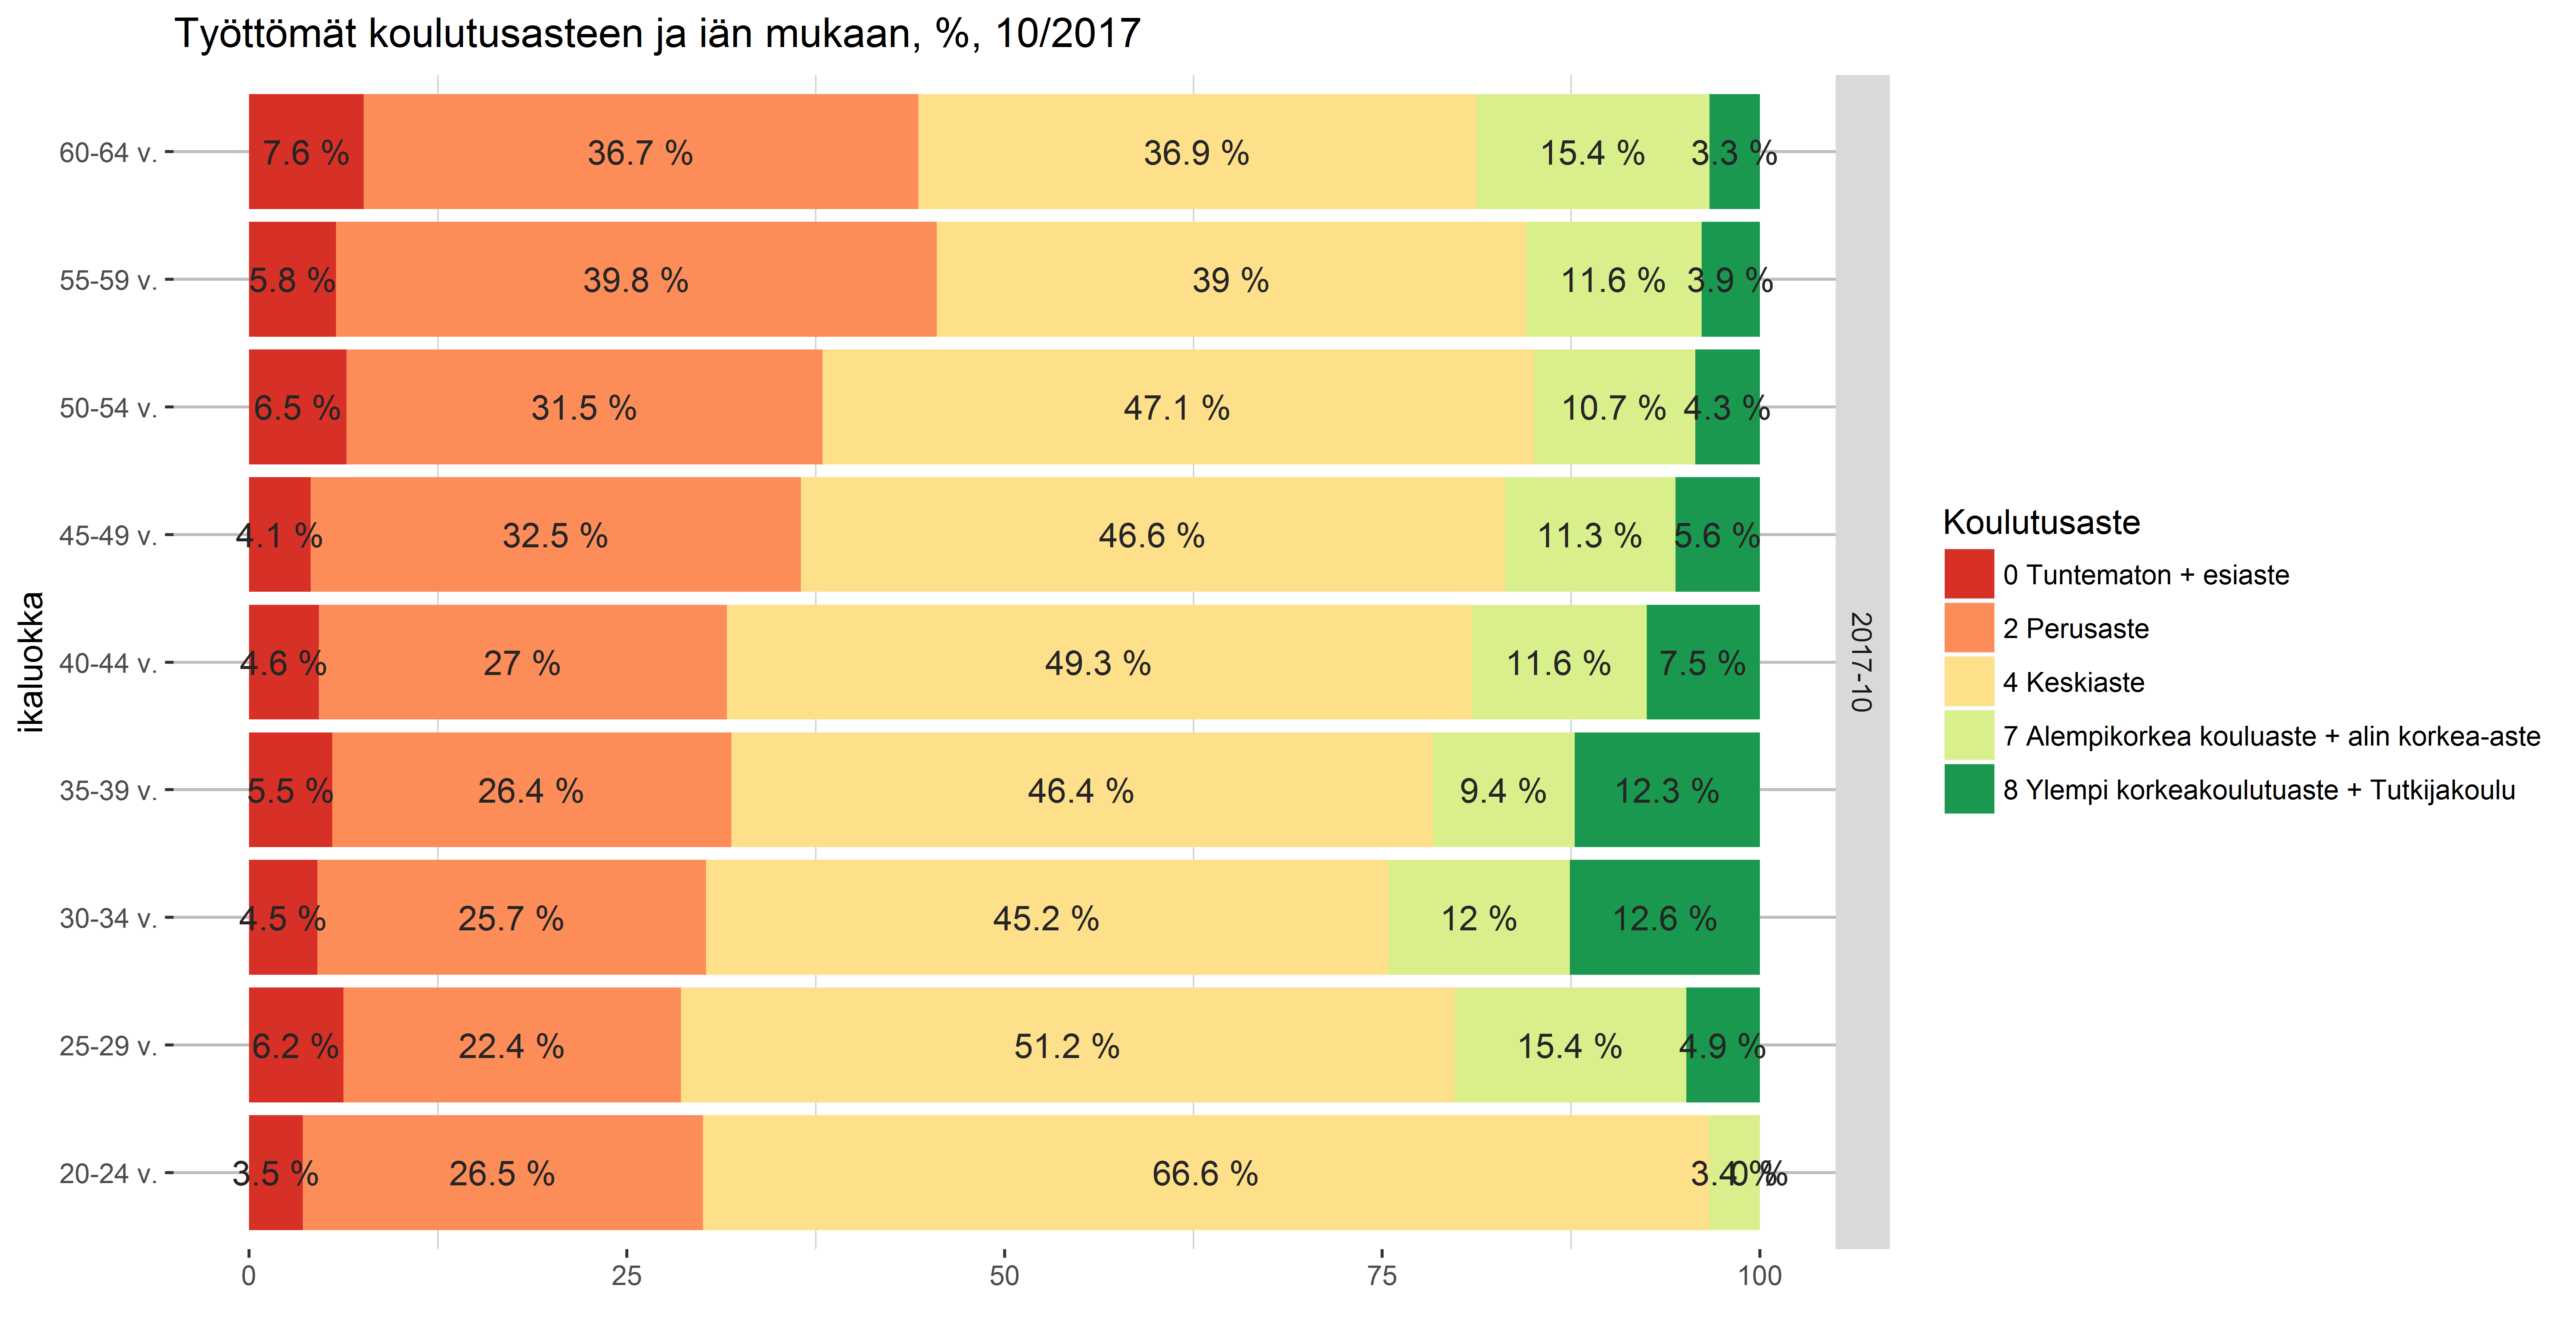 Työttömät koulutusasteen ja iän mukaan, %, 10/2017
ikaluokka
60-64 v. 7.6 % 36.7 % 36.9 % 15.4 % 3.3 %
55-59 v. 5.8 % 39.8 % 39 % 11.6 % 3.9 %
50-54 v. 6.5 % 31.5 % 47.1 % 10.7 % 4.3 %
45-49 v. 4.1 % 32.5 % 46.6 % 11.3 % 5.6 %
40-44 v. 4.6 % 27 % 49.3 % 11.6 % 7.5 %
35-39 v. 5.5 % 26.4 % 46.4 % 9.4 % 12.3 %
30-34 v. 4.5 % 25.7 % 45.2 % 12 % 12.6 %
25-29 v. 6.2 % 22.4 % 51.2 % 15.4 % 4.9 %
20-24 v. 3.5 % 26.5 % 66.6 % 3.4 % 0 %
0 25 50 75 100
2017-10
Koulutusaste
0 Tuntematon + esiaste
2 Perusaste
4 Keskiaste
7 Alempikorkea kouluaste + alin korkea-aste
8 Ylempi korkeakoulutuaste + Tutkijakoulu